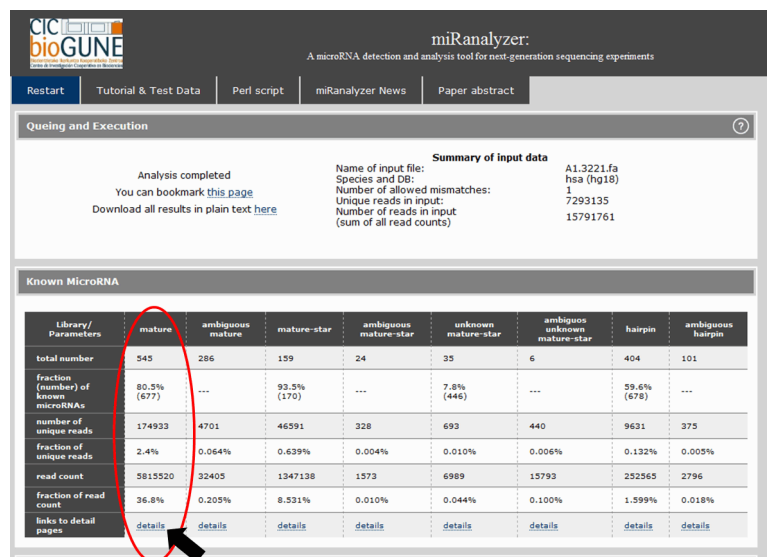 CIC
bioGUNE
miRanalyzer:
A microRNA detection and analysis tool for next-generation sequencing experiments
Restart Tutorial & Test Data Perl script miRanalyzer News Paper abstract
Queing and Execution ?
Summary of input data
Analysis completed
You can bookmark this page
Download all results in plain text here
Name of input file: A1.3221.fa
Species and DB: hsa (hg18)
Number of allowed mismatches: 1
Unique reads in input: 7293135
Number of reads in input
(sum of all read counts) 15791761
Known MicroRNA
Library/ Parameters mature ambiguous mature mature-star ambiguous mature-star unknown mature-star ambiguos unknown mature-star hairpin ambiguous hairpin
total number 545 286 159 24 35 6 404 101
fraction (number) of known microRNAs 80.5% (677) --- 93.5% (170) --- 7.8% (446) --- 59.6% (678) ---
number of unique reads 174933 4701 46591 328 693 440 9631 375
fraction of unique reads 2.4% 0.064% 0.639% 0.004% 0.010% 0.006% 0.132% 0.005%
read count 5815520 32405 1347138 1573 6989 15793 252565 2796
fraction of read count 36.8% 0.205% 8.531% 0.010% 0.044% 0.100% 1.599% 0.018%
links to detail pages details details details details details details details details